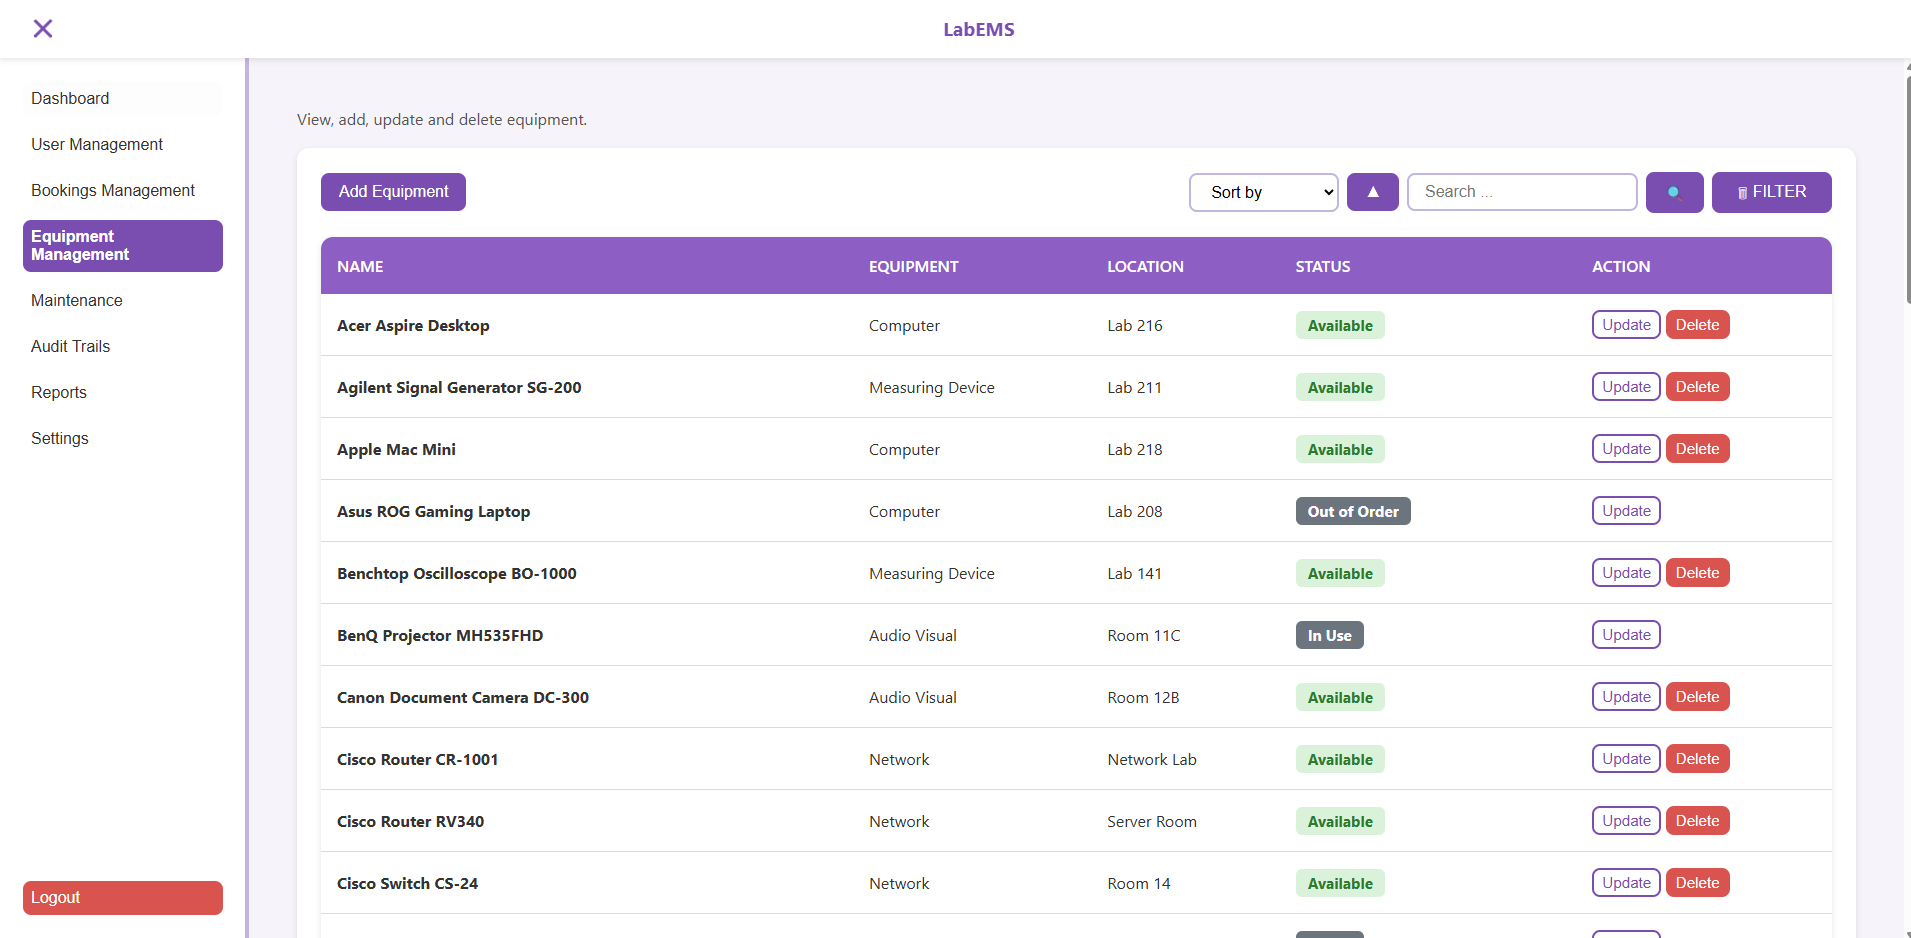 LabEMS
Dashboard
User Management
Bookings Management
Equipment
Management
Maintenance
Audit Trails
Reports
Settings
Logout
View, add, update and delete equipment.
Add Equipment
Sort by
▲
Search ...
FILTER
NAME EQUIPMENT LOCATION STATUS ACTION
Acer Aspire Desktop Computer Lab 216 Available Update Delete
Agilent Signal Generator SG-200 Measuring Device Lab 211 Available Update Delete
Apple Mac Mini Computer Lab 218 Available Update Delete
Asus ROG Gaming Laptop Computer Lab 208 Out of Order Update
Benchtop Oscilloscope BO-1000 Measuring Device Lab 141 Available Update Delete
BenQ Projector MH535FHD Audio Visual Room 11C In Use Update
Canon Document Camera DC-300 Audio Visual Room 12B Available Update Delete
Cisco Router CR-1001 Network Network Lab Available Update Delete
Cisco Router RV340 Network Server Room Available Update Delete
Cisco Switch CS-24 Network Room 14 Available Update Delete